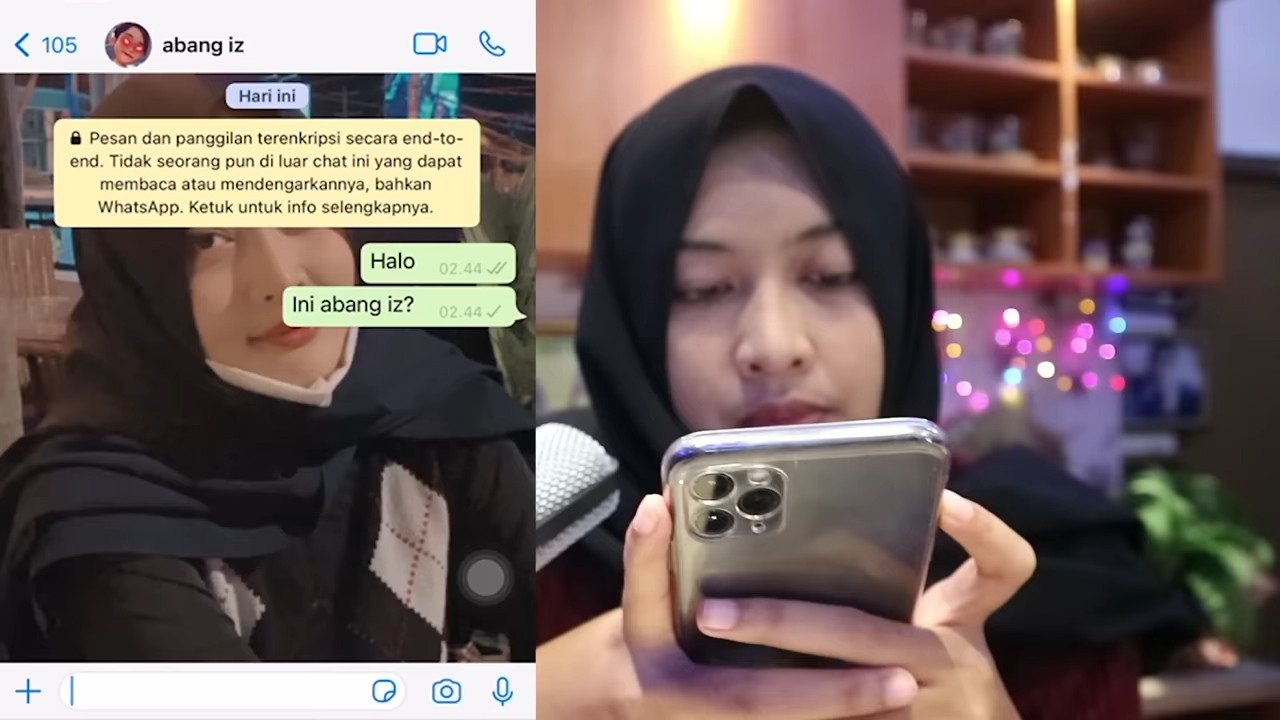 105
abang iz
Hari ini
Pesan dan panggilan terenkripsi secara end-to-
end. Tidak seorang pun di luar chat ini yang dapat
membaca atau mendengarkannya, bahkan
WhatsApp. Ketuk untuk info selengkapnya.
Halo 02.44
Ini abang iz? 02.44